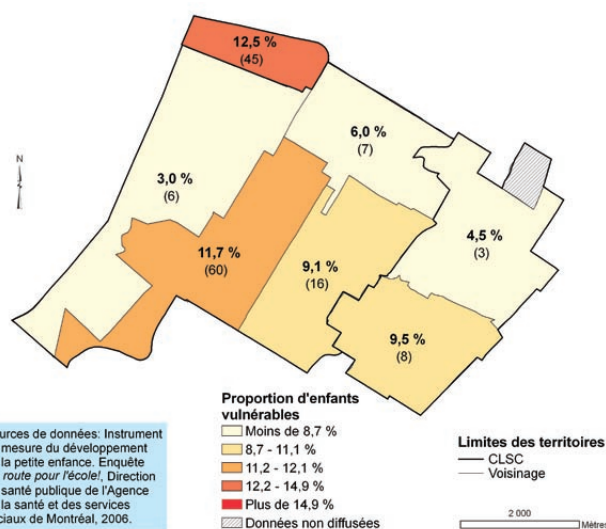 12,5 %
(45)
6,0 %
(7)
N
3,0 %
(6)
4,5 %
(3)
11,7 %
(60)
9,1 %
(16)
9,5 %
(8)
Proportion d'enfants
vulnérables
Moins de 8,7 %
8,7 - 11,1 %
11,2 - 12,1 %
12,2 - 14,9 %
Plus de 14,9 %
Données non diffusées
urces de données: Instrument
mesure du développement
la petite enfance. Enquête
route pour l'école!, Direction
santé publique de l'Agence
la santé et des services
ciaux de Montréal, 2006.
Limites des territoires
CLSC
Voisinage
2 000
Mètres